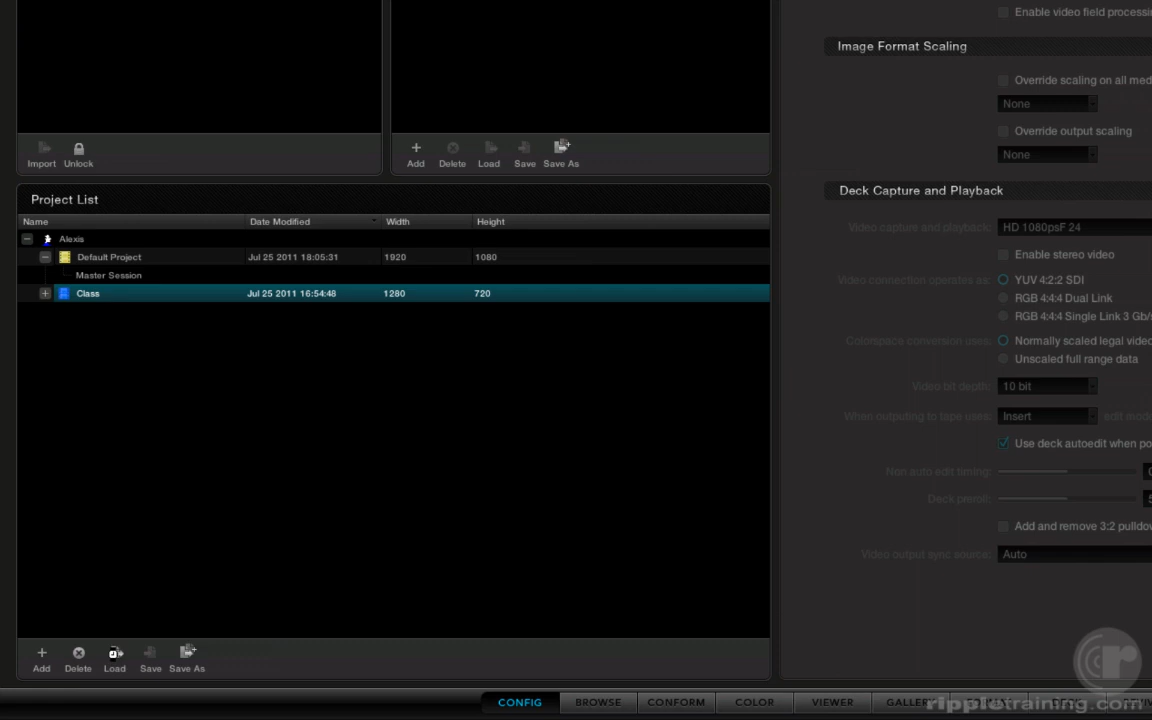 Enable video field processi
Image Format Scaling
Override scaling on all med
None
Override output scaling
None
Import Unlock
Add Delete Load Save Save As
Project List
Deck Capture and Playback
Name Date Modified Width Height
Video capture and playback: HD 1080psF 24
Alexis
Default Project Jul 25 2011 18:05:31 1920 1080
Enable stereo video
Master Session
Video connection operates as: YUV 4:2:2 SDI
Class Jul 25 2011 16:54:48 1280 720
RGB 4:4:4 Dual Link
RGB 4:4:4 Single Link 3 Gb/s
Colorspace conversion uses: Normally scaled legal video
Unscaled full range data
Video bit depth: 10 bit
When outputing to tape uses: Insert edit mode
Use deck autoedit when po
Non auto edit timing:
Deck preroll:
Add and remove 3:2 pulldow
Video output sync source: Auto
Add Delete Load Save Save As
CONFIG BROWSE CONFORM COLOR VIEWER GALLERY
rippletraining.com